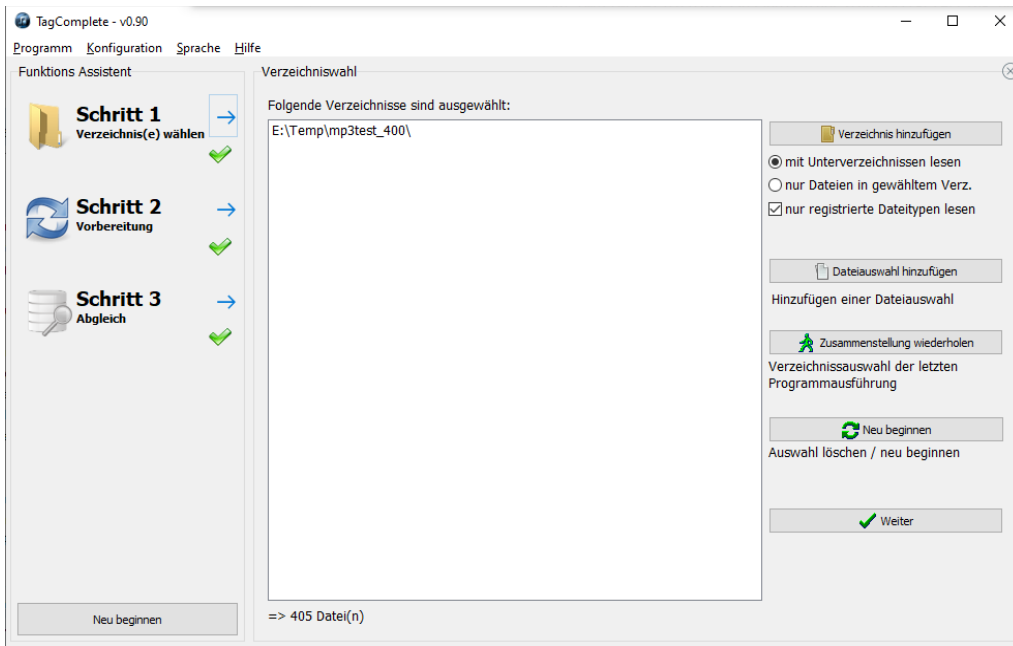 TagComplete - v0.90
Programm Konfiguration Sprache Hilfe
Funktions Assistent
Schritt 1
Verzeichnis(e) wählen
Schritt 2
Vorbereitung
Schritt 3
Abgleich
Neu beginnen
Verzeichniswahl
Folgende Verzeichnisse sind ausgewählt:
E:\Temp\mp3test_400\
=> 405 Datei(n)
Verzeichnis hinzufügen
mit Unterverzeichnissen lesen
nur Dateien in gewähltem Verz.
nur registrierte Dateitypen lesen
Dateiauswahl hinzufügen
Hinzufügen einer Dateiauswahl
Zusammenstellung wiederholen
Verzeichnissauswahl der letzten
Programmausführung
Neu beginnen
Auswahl löschen / neu beginnen
Weiter